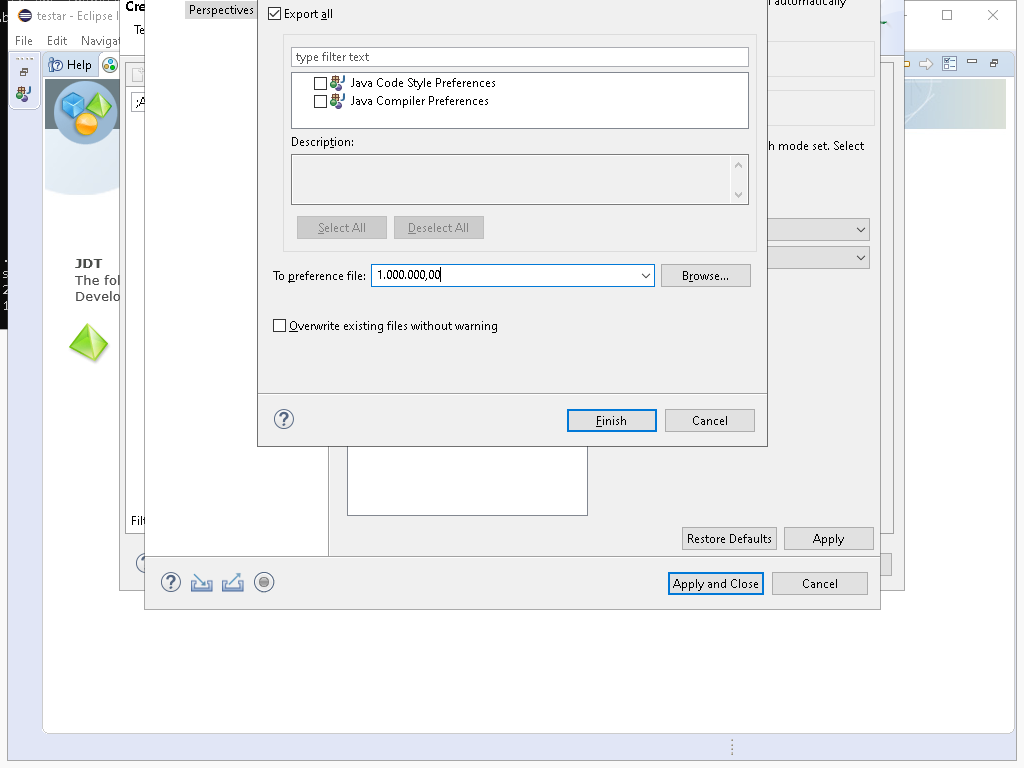 testar - Eclipse I
File Edit Navigat
Help
Cre
Te
Perspectives
Export all
automatically
type filter text
Java Code Style Preferences
Java Compiler Preferences
Description:
h mode set. Select
Select All Deselect All
To preference file: 1.000.000,00 Browse...
JDT
The fol
Develo
Overwrite existing files without warning
Finish Cancel
Filt
Restore Defaults Apply
Apply and Close Cancel